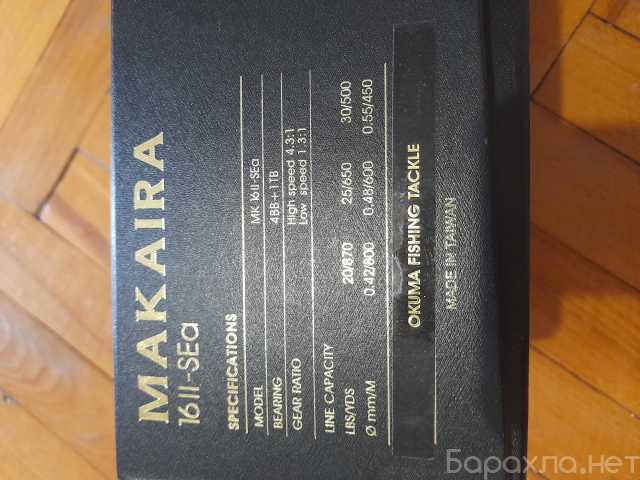 MAKAIRA
16II-SEa
SPECIFICATIONS
MODEL MK 16II-SEa
BEARING 4BB+1TB
GEAR RATIO High speed 4.3:1
Low speed 1.3:1
LINE CAPACITY
LBS/YDS 20/870 25/650 30/500
Ø mm/M 0.42/800 0.48/600 0.55/450
OKUMA FISHING TACKLE
MADE IN TAIWAN
Барахла.нет